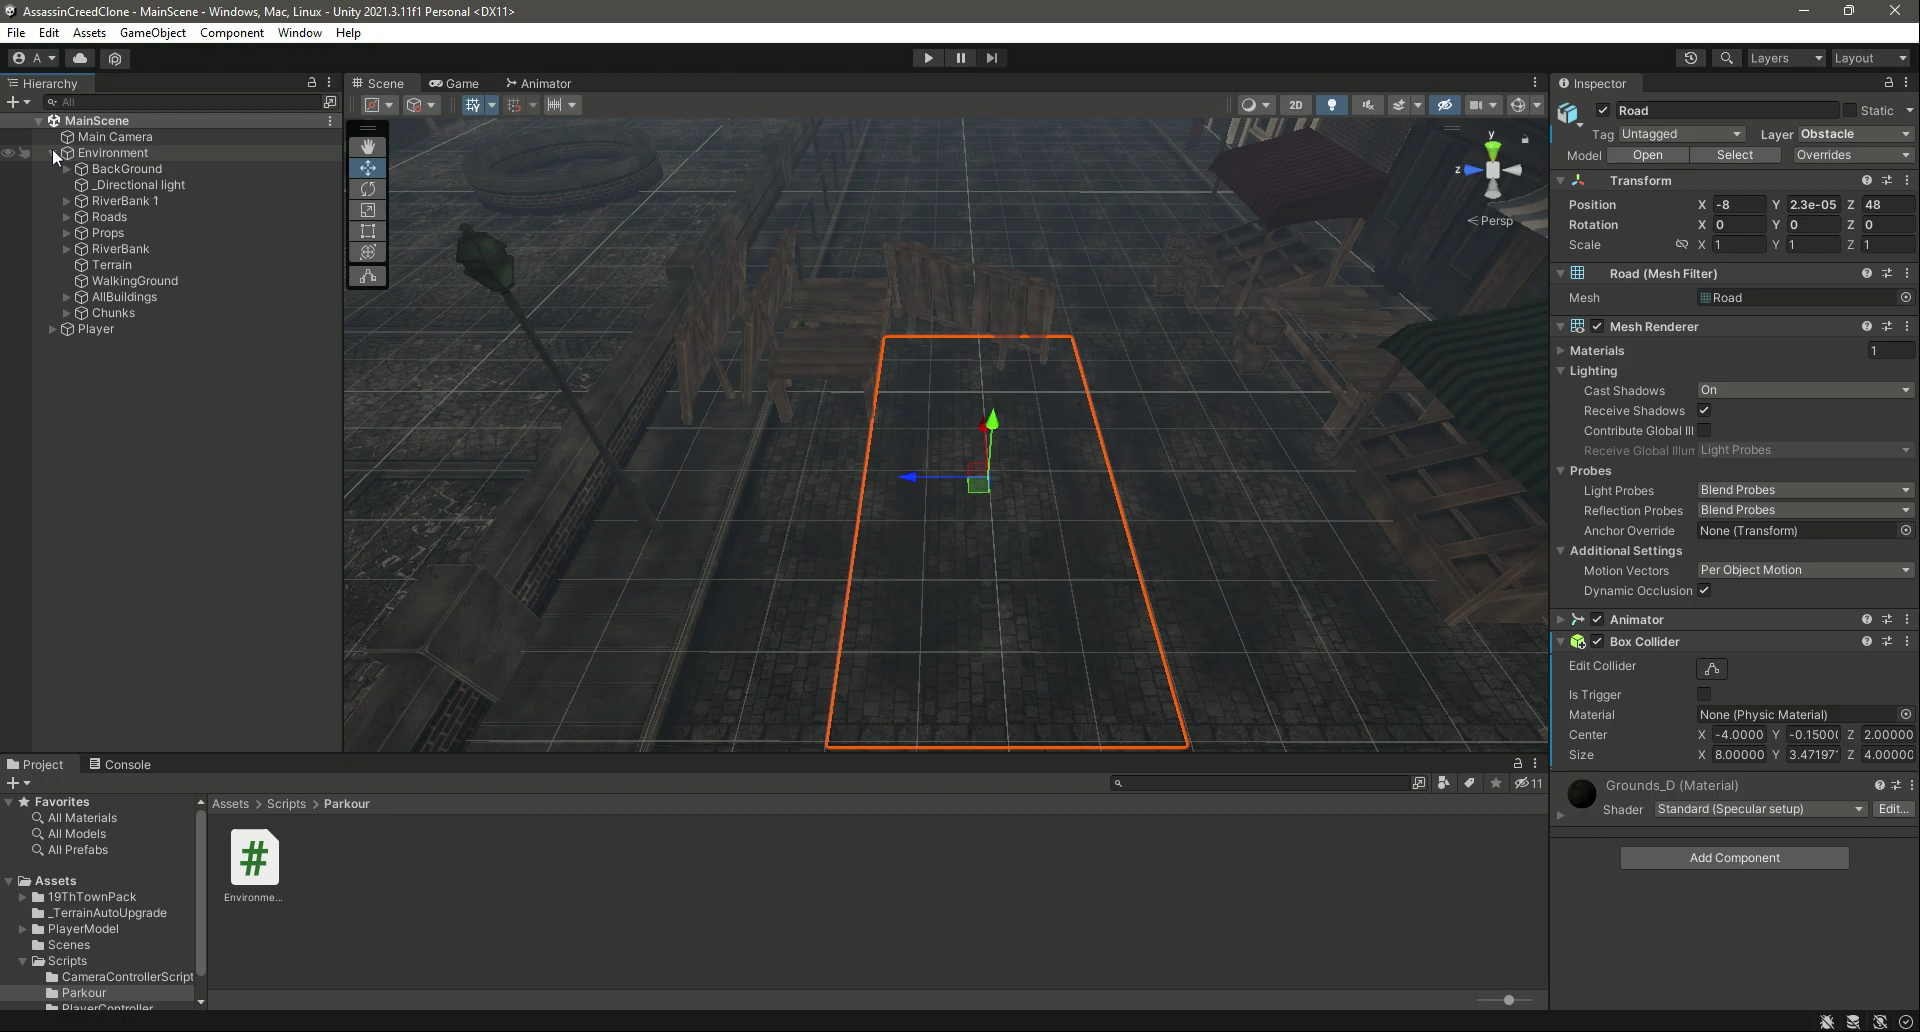 AssassinCreedClone - MainScene - Windows, Mac, Linux - Unity 2021.3.11f1 Personal <DX11>
File Edit Assets GameObject Component Window Help
A Layers Layout
Hierarchy
All
MainScene
Main Camera
Environment
BackGround
_Directional light
RiverBank 1
Roads
Props
RiverBank
Terrain
WalkingGround
AllBuildings
Chunks
Player
Scene Game Animator
2D
y
z
Persp
Inspector
Road Static
Tag Untagged Layer Obstacle
Model Open Select Overrides
Transform
Position X -8 Y 2.3e-05 Z 48
Rotation X 0 Y 0 Z 0
Scale X 1 Y 1 Z 1
Road (Mesh Filter)
Mesh Road
Mesh Renderer
Materials 1
Lighting
Cast Shadows On
Receive Shadows
Contribute Global Ill
Receive Global Illum Light Probes
Probes
Light Probes Blend Probes
Reflection Probes Blend Probes
Anchor Override None (Transform)
Additional Settings
Motion Vectors Per Object Motion
Dynamic Occlusion
Animator
Box Collider
Edit Collider
Is Trigger
Material None (Physic Material)
Center X -4.0000 Y -0.1500 Z 2.00000
Size X 8.00000 Y 3.47197 Z 4.00000
Grounds_D (Material)
Shader Standard (Specular setup) Edit...
Add Component
Project Console
11
Favorites
All Materials
All Models
All Prefabs
Assets
19ThTownPack
_TerrainAutoUpgrade
PlayerModel
Scenes
Scripts
CameraControllerScript
Parkour
PlayerController
Assets > Scripts > Parkour
#
Environme...